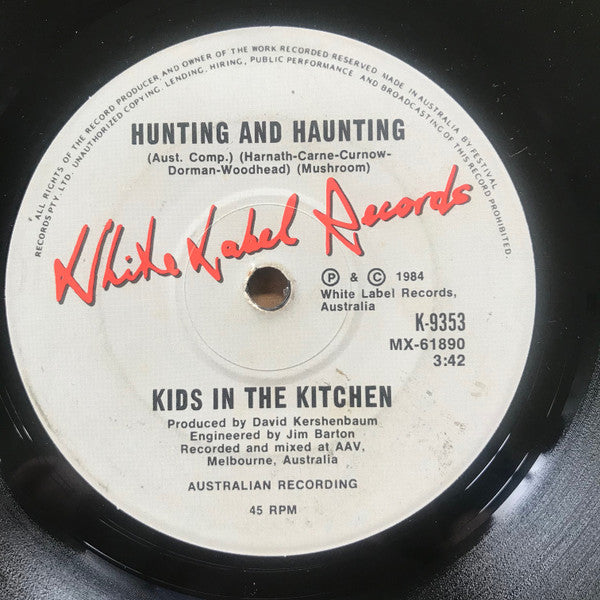 ALL RIGHTS OF THE RECORD PRODUCER AND OWNER OF THE WORK RECORDED RESERVED. MADE IN AUSTRALIA BY FESTIVAL
RECORDS PTY. LTD. UNAUTHORIZED COPYING, LENDING, HIRING, PUBLIC PERFORMANCE AND BROADCASTING OF THIS RECORD PROHIBITED.
HUNTING AND HAUNTING
(Aust. Comp.) (Harnath-Carne-Curnow-
Dorman-Woodhead) (Mushroom)
White Label Records
Ⓟ & © 1984
White Label Records,
Australia
K-9353
MX-61890
3:42
KIDS IN THE KITCHEN
Produced by David Kershenbaum
Engineered by Jim Barton
Recorded and mixed at AAV,
Melbourne, Australia
AUSTRALIAN RECORDING
45 RPM